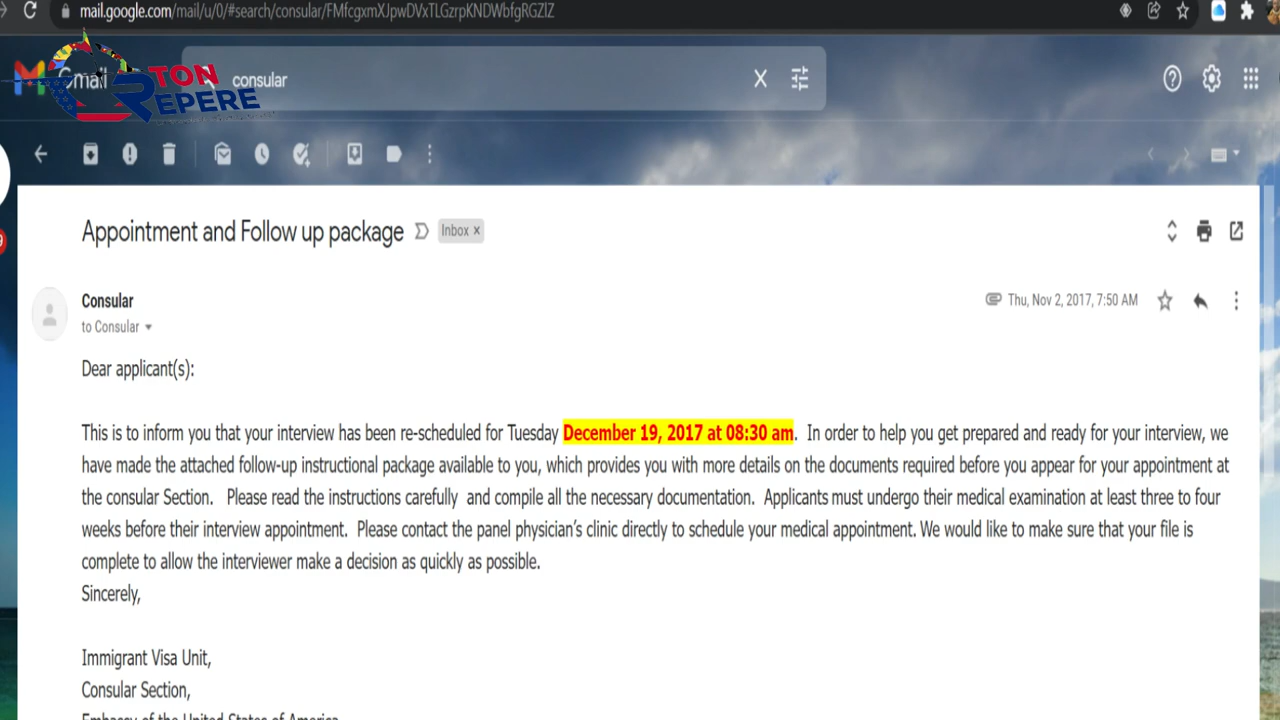 mail.google.com/mail/u/0/#search/consular/FMfcgxmXJpwDVxTLGzrpKNDWbfgRGZlZ
Gmail
TON
REPERE
consular
Appointment and Follow up package
Inbox x
Consular
Thu, Nov 2, 2017, 7:50 AM
to Consular
Dear applicant(s):
This is to inform you that your interview has been re-scheduled for Tuesday December 19, 2017 at 08:30 am. In order to help you get prepared and ready for your interview, we
have made the attached follow-up instructional package available to you, which provides you with more details on the documents required before you appear for your appointment at
the consular Section. Please read the instructions carefully and compile all the necessary documentation. Applicants must undergo their medical examination at least three to four
weeks before their interview appointment. Please contact the panel physician's clinic directly to schedule your medical appointment. We would like to make sure that your file is
complete to allow the interviewer make a decision as quickly as possible.
Sincerely,
Immigrant Visa Unit,
Consular Section,
Embassy of the United States of America